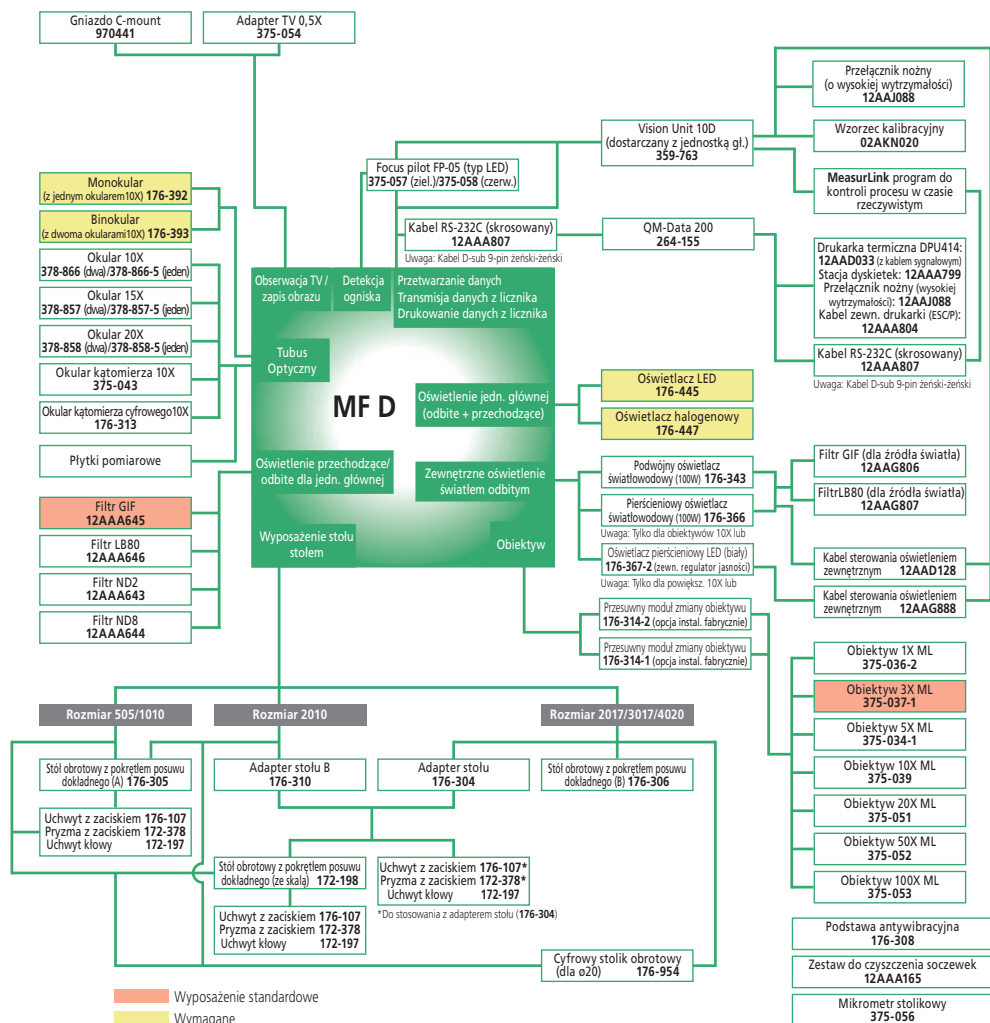 Gniazdo C-mount
970441
Adapter TV 0,5X
375-054
Przełącznik nożny
(o wysokiej wytrzymałości)
12AAJ088
Vision Unit 10D
(dostarczany z jednostką gł.)
359-763
Wzorzec kalibracyjny
02AKN020
Focus pilot FP-05 (typ LED)
375-057 (ziel.)/375-058 (czerw.)
MeasurLink program do
kontroli procesu w czasie
rzeczywistym
Monokular
(z jednym okularem10X) 176-392
Binokular
(z dwoma okularami10X) 176-393
Kabel RS-232C (skrosowany)
12AAA807
Uwaga: Kabel D-sub 9-pin żeński-żeński
QM-Data 200
264-155
Okular 10X
378-866 (dwa)/378-866-5 (jeden)
Okular 15X
378-857 (dwa)/378-857-5 (jeden)
Okular 20X
378-858 (dwa)/378-858-5 (jeden)
Okular kątomierza 10X
375-043
Okular kątomierza cyfrowego10X
176-313
Płytki pomiarowe
Drukarka termiczna DPU414:
12AAD033 (z kablem sygnałowym)
Stacja dyskietek: 12AAA799
Przełącznik nożny (wysokiej
wytrzymałości): 12AAJ088
Kabel zewn. drukarki (ESC/P):
12AAA804
Kabel RS-232C (skrosowany)
12AAA807
Uwaga: Kabel D-sub 9-pin żeński-żeński
Obserwacja TV /
zapis obrazu
Detekcja
ogniska
Przetwarzanie danych
Transmisja danych z licznika
Drukowanie danych z licznika
Tubus
Optyczny
MF D
Oświetlenie jedn. głównej
(odbite + przechodzące)
Oświetlenie przechodzące/
odbite dla jedn. głównej
Zewnętrzne oświetlenie
światłem odbitym
Wyposażenie stołu
stołem
Obiektyw
Oświetlacz LED
176-445
Oświetlacz halogenowy
176-447
Podwójny oświetlacz
światłowodowy (100W) 176-343
Pierścieniowy oświetlacz
światłowodowy (100W) 176-366
Uwaga: Tylko dla obiektywów 10X lub
Oświetlacz pierścieniowy LED (biały)
176-367-2 (zewn. regulator jasności)
Uwaga: Tylko dla powiększ. 10X lub
Filtr GIF (dla źródła światła)
12AAG806
FiltrLB80 (dla źródła światła)
12AAG807
Kabel sterowania oświetleniem
zewnętrznym 12AAD128
Kabel sterowania oświetleniem
zewnętrznym 12AAG888
Filtr GIF
12AAA645
Filtr LB80
12AAA646
Filtr ND2
12AAA643
Filtr ND8
12AAA644
Przesuwny moduł zmiany obiektywu
176-314-2 (opcja instal. fabrycznie)
Przesuwny moduł zmiany obiektywu
176-314-1 (opcja instal. fabrycznie)
Obiektyw 1X ML
375-036-2
Obiektyw 3X ML
375-037-1
Obiektyw 5X ML
375-034-1
Obiektyw 10X ML
375-039
Obiektyw 20X ML
375-051
Obiektyw 50X ML
375-052
Obiektyw 100X ML
375-053
Rozmiar 505/1010
Rozmiar 2010
Rozmiar 2017/3017/4020
Stół obrotowy z pokrętłem posuwu
dokładnego (A) 176-305
Adapter stołu B
176-310
Adapter stołu
176-304
Stół obrotowy z pokrętłem posuwu
dokładnego (B) 176-306
Uchwyt z zaciskiem 176-107
Pryzma z zaciskiem 172-378
Uchwyt kłowy 172-197
Stół obrotowy z pokrętłem posuwu
dokładnego (ze skalą) 172-198
Uchwyt z zaciskiem 176-107*
Pryzma z zaciskiem 172-378*
Uchwyt kłowy 172-197
*Do stosowania z adapterem stołu (176-304)
Uchwyt z zaciskiem 176-107
Pryzma z zaciskiem 172-378
Uchwyt kłowy 172-197
Cyfrowy stolik obrotowy
(dla ø20) 176-954
Podstawa antywibracyjna
176-308
Zestaw do czyszczenia soczewek
12AAA165
Mikrometr stolikowy
375-056
Wyposażenie standardowe
Wymagane